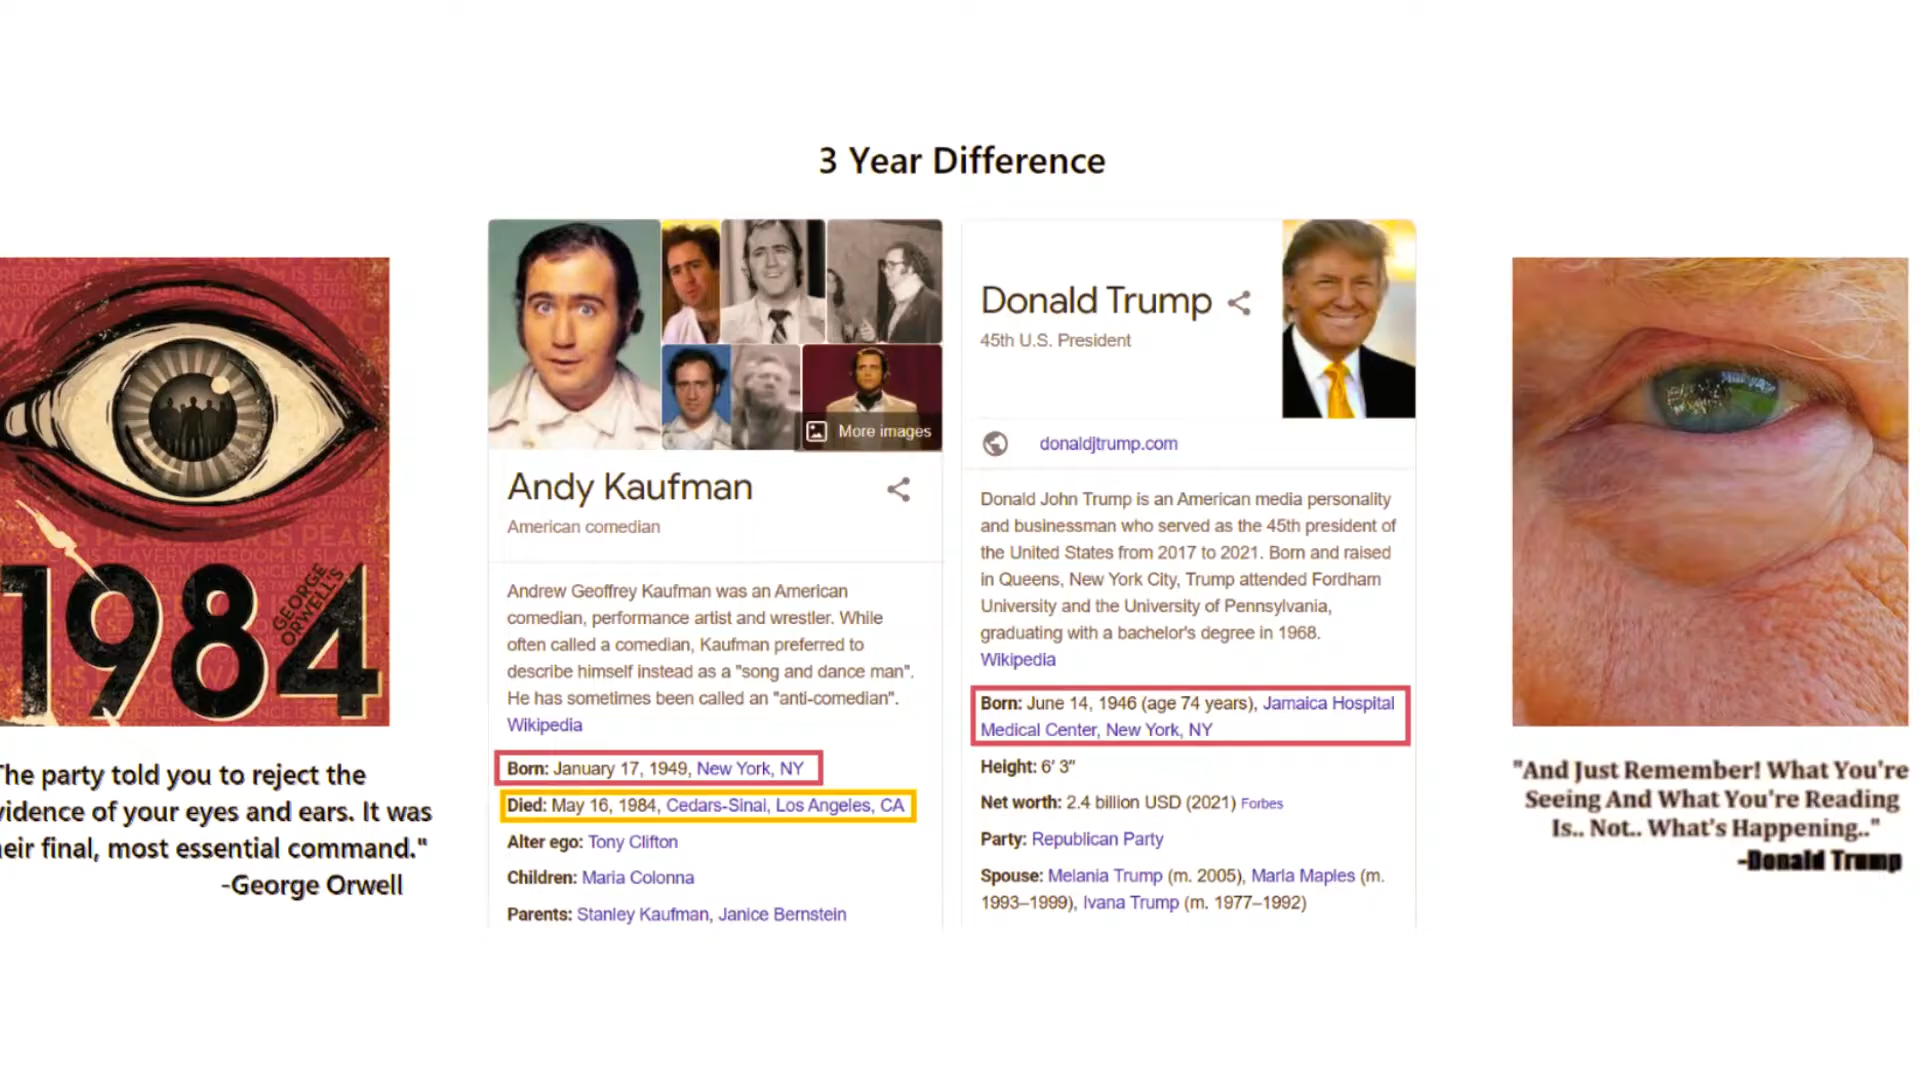 3 Year Difference
1984
GEORGE
ORWELL'S
The party told you to reject the
evidence of your eyes and ears. It was
their final, most essential command."
-George Orwell
More images
Andy Kaufman
American comedian
Andrew Geoffrey Kaufman was an American
comedian, performance artist and wrestler. While
often called a comedian, Kaufman preferred to
describe himself instead as a "song and dance man".
He has sometimes been called an "anti-comedian".
Wikipedia
Born: January 17, 1949, New York, NY
Died: May 16, 1984, Cedars-Sinai, Los Angeles, CA
Alter ego: Tony Clifton
Children: Maria Colonna
Parents: Stanley Kaufman, Janice Bernstein
Donald Trump
45th U.S. President
donaldjtrump.com
Donald John Trump is an American media personality
and businessman who served as the 45th president of
the United States from 2017 to 2021. Born and raised
in Queens, New York City, Trump attended Fordham
University and the University of Pennsylvania,
graduating with a bachelor's degree in 1968.
Wikipedia
Born: June 14, 1946 (age 74 years), Jamaica Hospital
Medical Center, New York, NY
Height: 6′ 3″
Net worth: 2.4 billion USD (2021) Forbes
Party: Republican Party
Spouse: Melania Trump (m. 2005), Marla Maples (m.
1993–1999), Ivana Trump (m. 1977–1992)
"And Just Remember! What You're
Seeing And What You're Reading
Is.. Not.. What's Happening.."
-Donald Trump